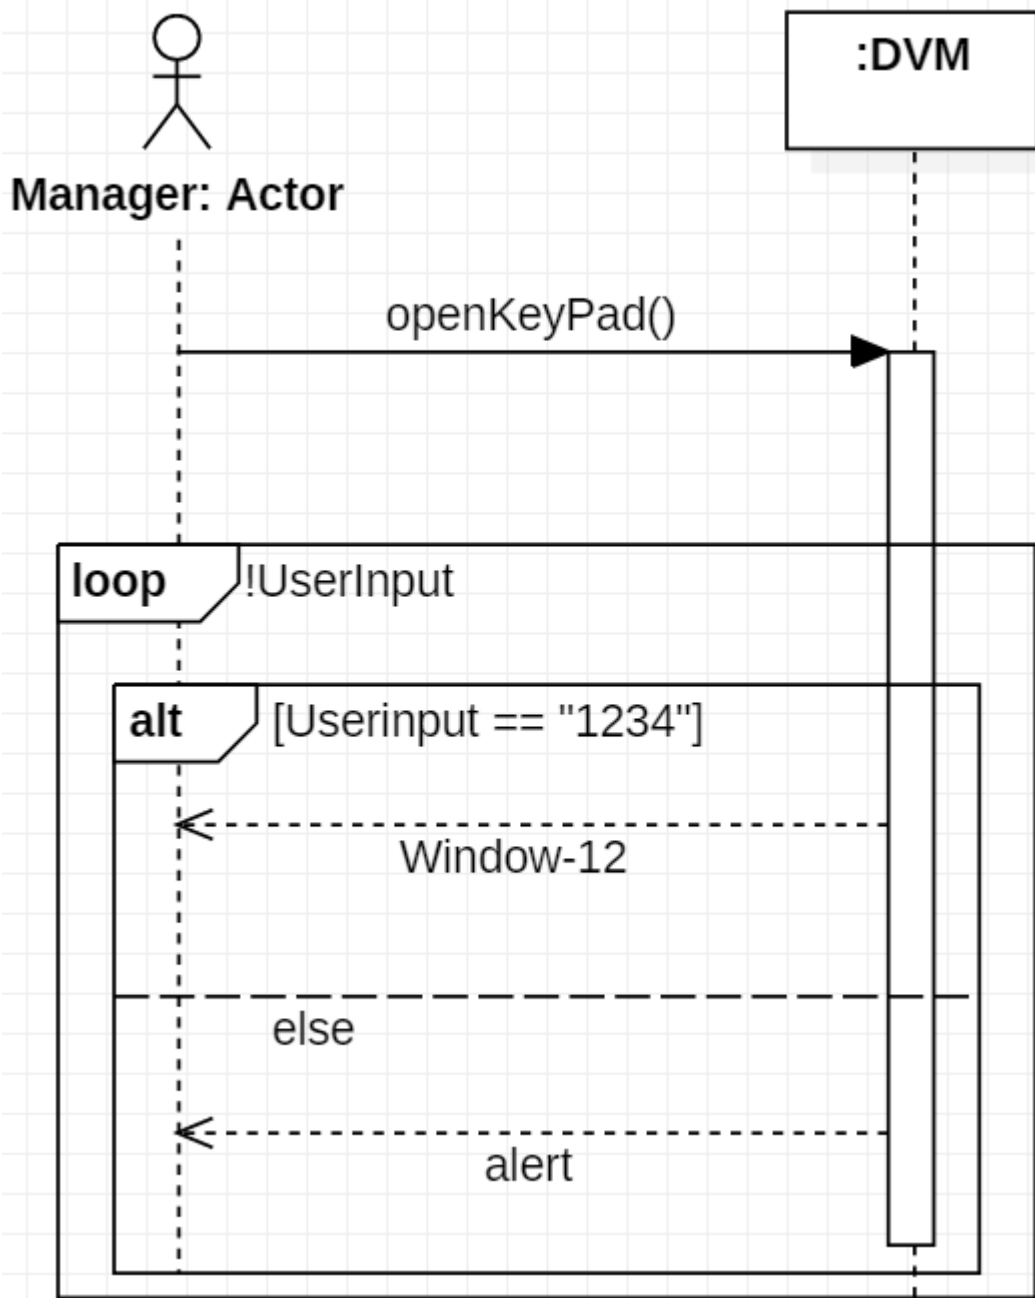 :DVM
Manager: Actor
openKeyPad()
loop !UserInput
alt [Userinput == "1234"]
Window-12
else
alert